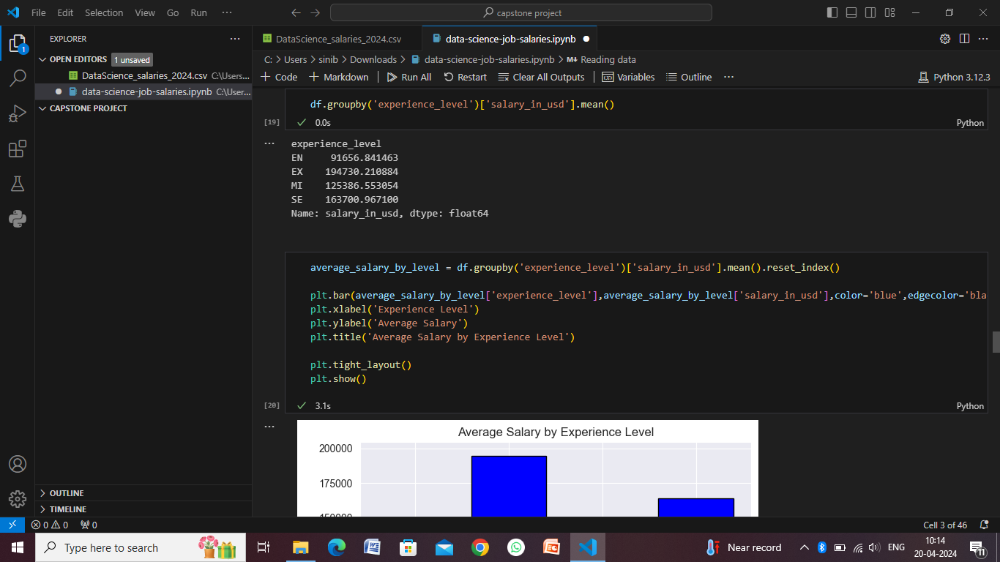 File Edit Selection View Go Run ··· capstone project
EXPLORER ···
OPEN EDITORS 1 unsaved
DataScience_salaries_2024.csv C:\Users...
data-science-job-salaries.ipynb C:\User...
CAPSTONE PROJECT
OUTLINE
TIMELINE
DataScience_salaries_2024.csv data-science-job-salaries.ipynb
C: > Users > sinib > Downloads > data-science-job-salaries.ipynb > Reading data
+ Code + Markdown Run All Restart Clear All Outputs Variables Outline ··· Python 3.12.3
df.groupby('experience_level')['salary_in_usd'].mean()
[19] 0.0s Python
experience_level
EN 91656.841463
EX 194730.210884
MI 125386.553054
SE 163700.967100
Name: salary_in_usd, dtype: float64
average_salary_by_level = df.groupby('experience_level')['salary_in_usd'].mean().reset_index()
plt.bar(average_salary_by_level['experience_level'],average_salary_by_level['salary_in_usd'],color='blue',edgecolor='bla
plt.xlabel('Experience Level')
plt.ylabel('Average Salary')
plt.title('Average Salary by Experience Level')
plt.tight_layout()
plt.show()
[20] 3.1s Python
Average Salary by Experience Level
200000
175000
150000
0 0 0 Cell 3 of 46
Type here to search Near record ENG 10:14
20-04-2024 11